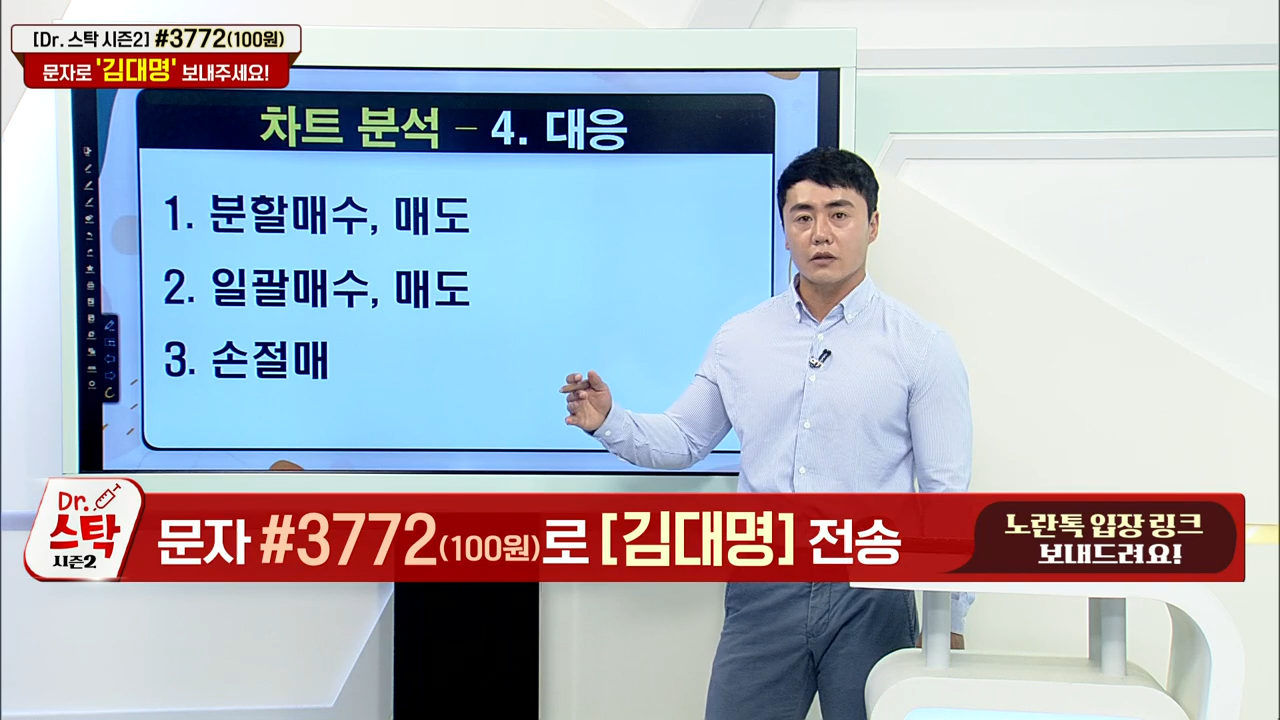 [Dr. 스탁 시즌2] #3772(100원)
문자로 '김대명' 보내주세요!
차트 분석 - 4. 대응
1. 분할매수, 매도
2. 일괄매수, 매도
3. 손절매
Dr.
스탁
시즌2
문자 #3772(100원)로 [김대명] 전송
노란톡 입장 링크
보내드려요!